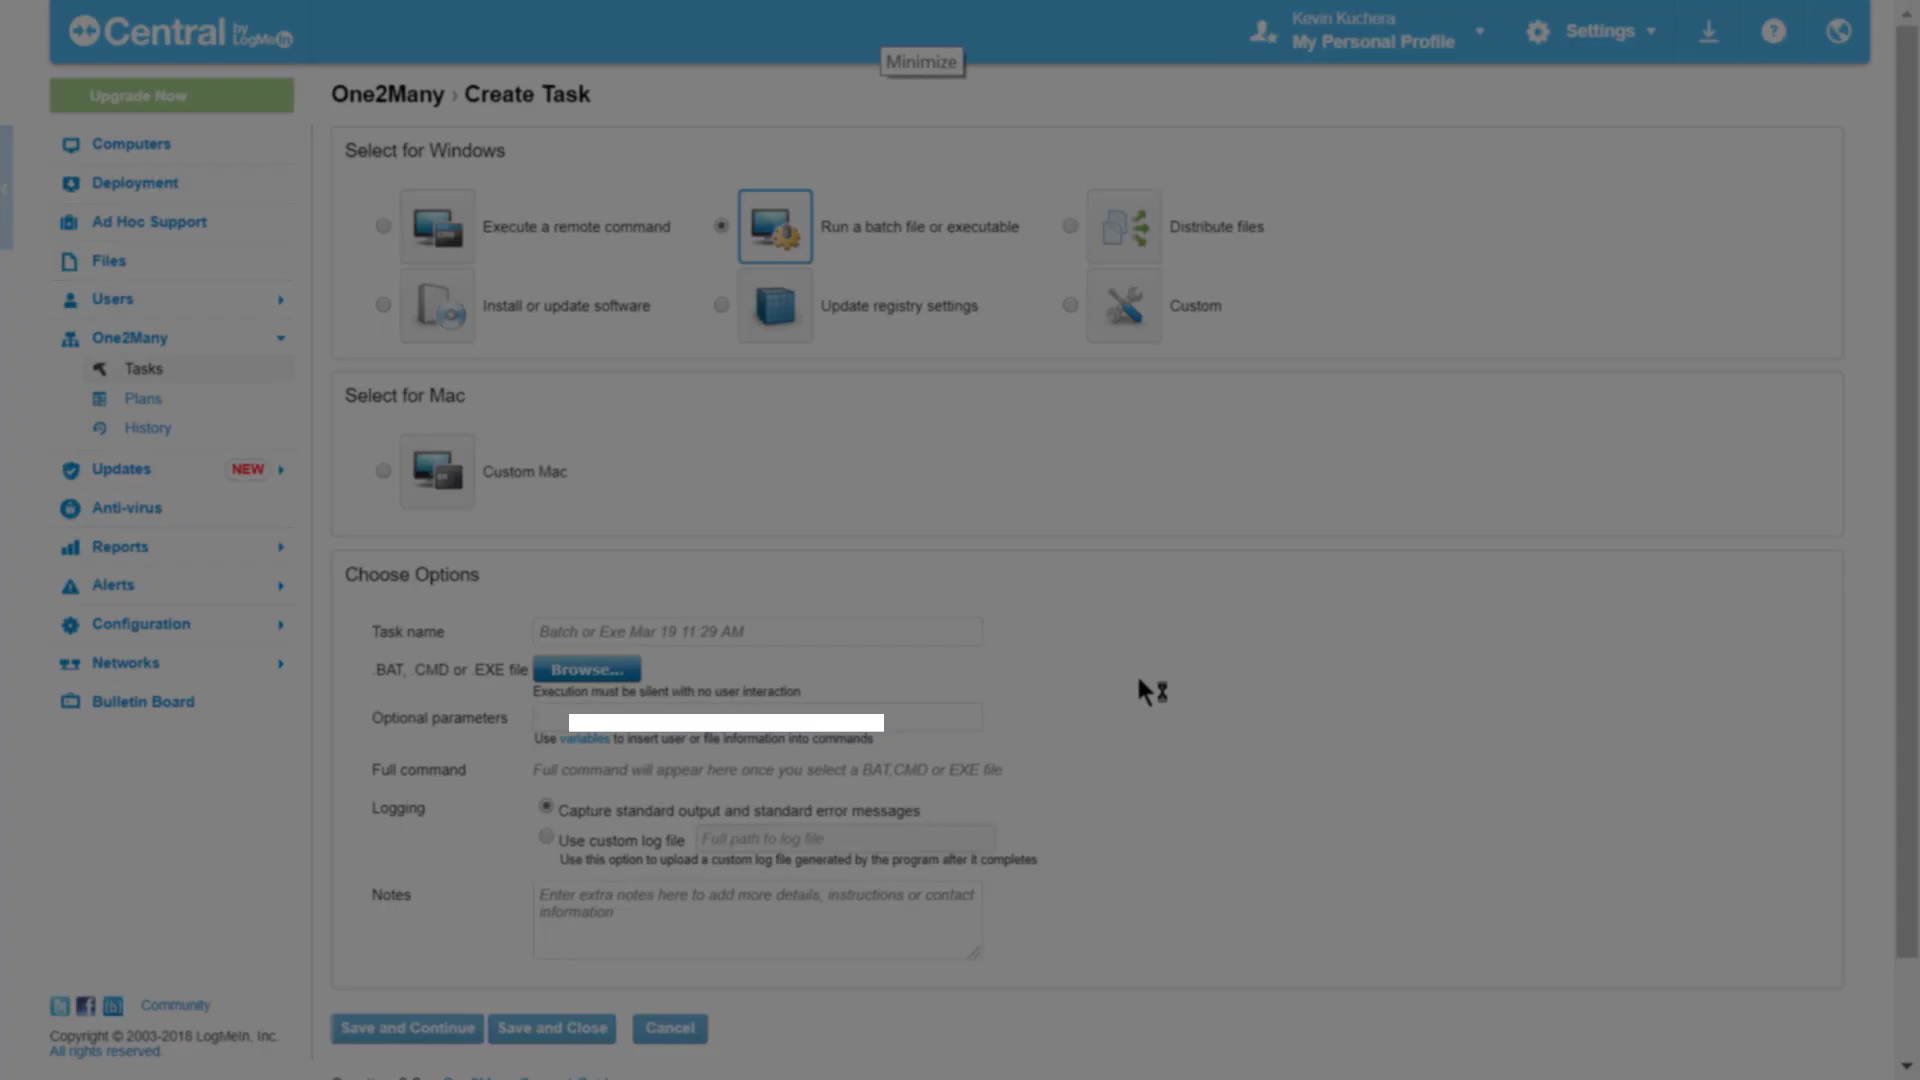 Central by LogMeIn
Kevin Kuchera
My Personal Profile
Settings
Minimize
Upgrade Now
One2Many › Create Task
Computers
Deployment
Ad Hoc Support
Files
Users
One2Many
Tasks
Plans
History
Updates NEW
Anti-virus
Reports
Alerts
Configuration
Networks
Bulletin Board
Select for Windows
Execute a remote command
Run a batch file or executable
Distribute files
Install or update software
Update registry settings
Custom
Select for Mac
Custom Mac
Choose Options
Task name
Batch or Exe Mar 19 11:29 AM
.BAT, .CMD or .EXE file Browse...
Execution must be silent with no user interaction
Optional parameters
Use variables to insert user or file information into commands
Full command
Full command will appear here once you select a BAT,CMD or EXE file
Logging
Capture standard output and standard error messages
Use custom log file Full path to log file
Use this option to upload a custom log file generated by the program after it completes
Notes
Enter extra notes here to add more details, instructions or contact
information
Community
Copyright © 2003-2018 LogMeIn, Inc.
All rights reserved.
Save and Continue
Save and Close
Cancel